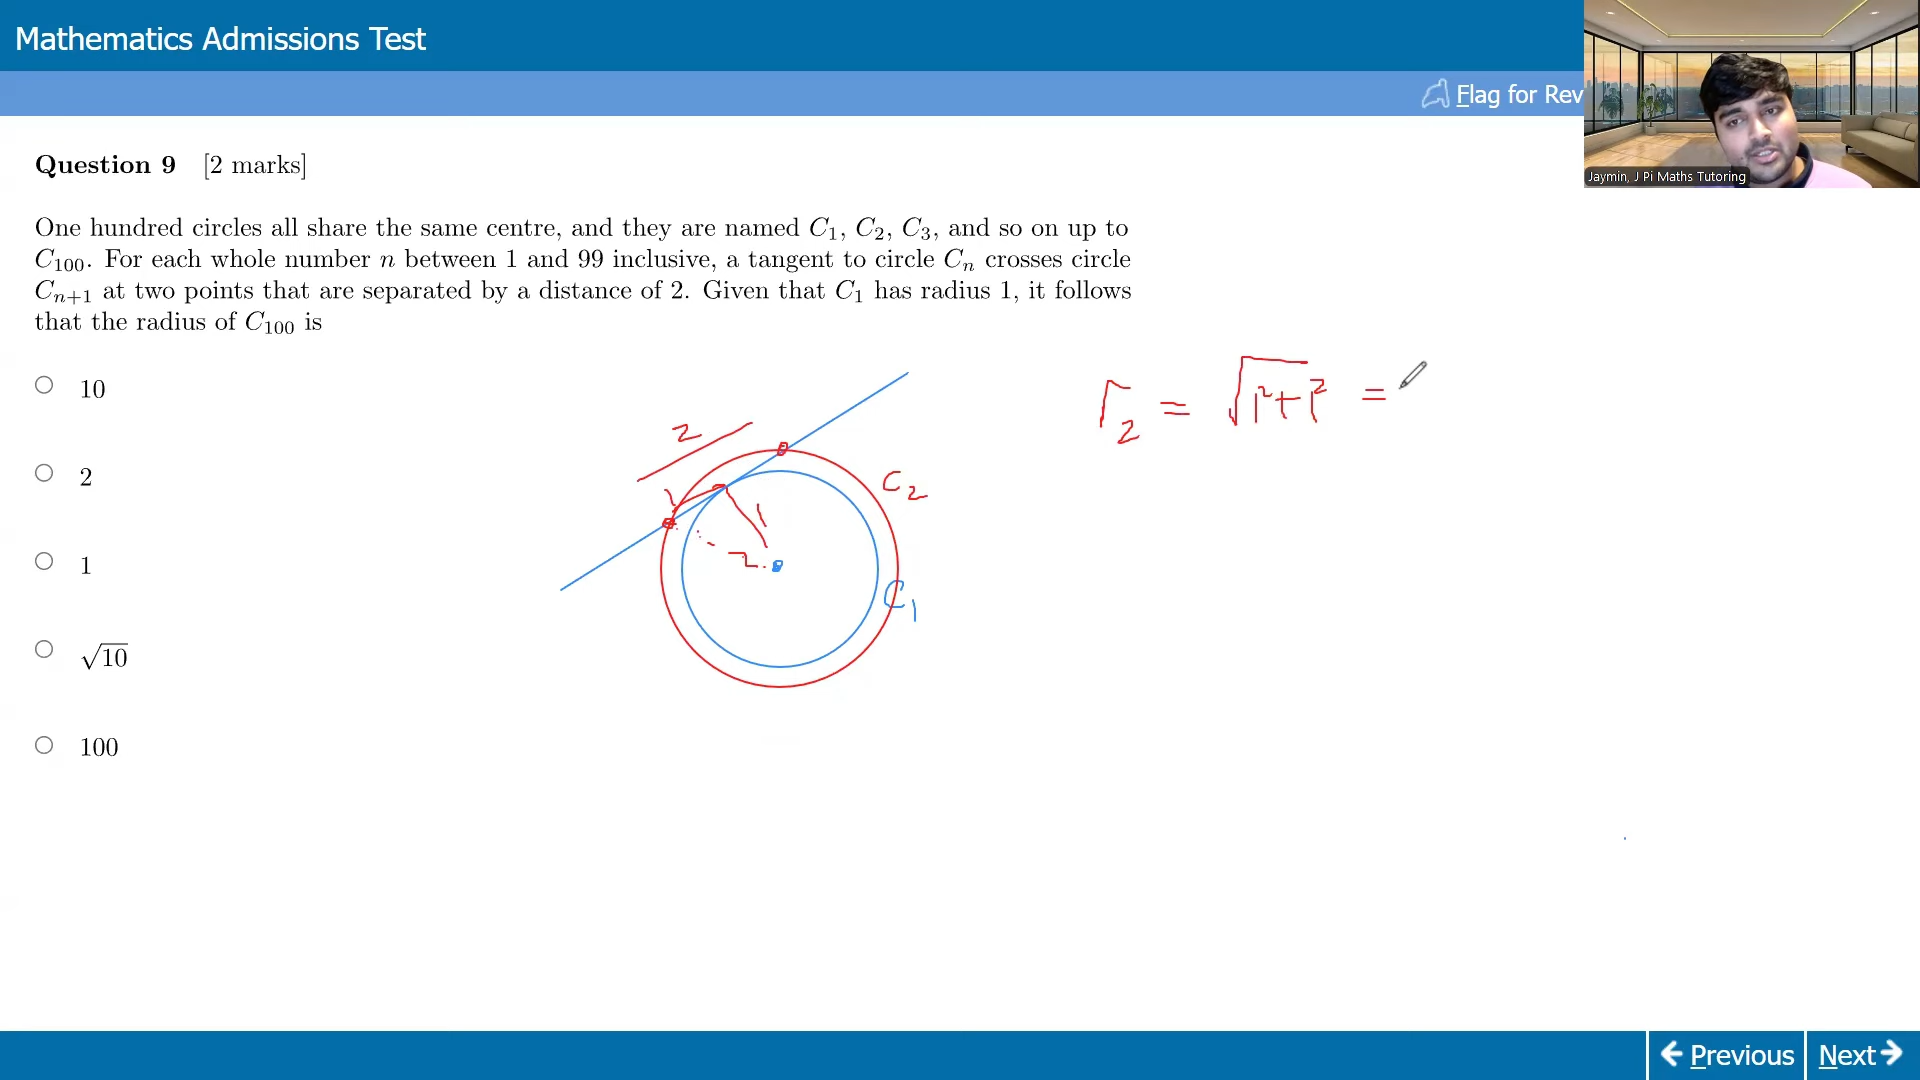 Mathematics Admissions Test
Flag for Rev
Jaymin, J Pi Maths Tutoring
Question 9 [2 marks]
One hundred circles all share the same centre, and they are named C₁, C₂, C₃, and so on up to
C₁₀₀. For each whole number n between 1 and 99 inclusive, a tangent to circle Cₙ crosses circle
Cₙ₊₁ at two points that are separated by a distance of 2. Given that C₁ has radius 1, it follows
that the radius of C₁₀₀ is
10
2
1
√10
100
2
1
1
2
C₂
C₁
r₂ = √1²+1² =
Previous
Next